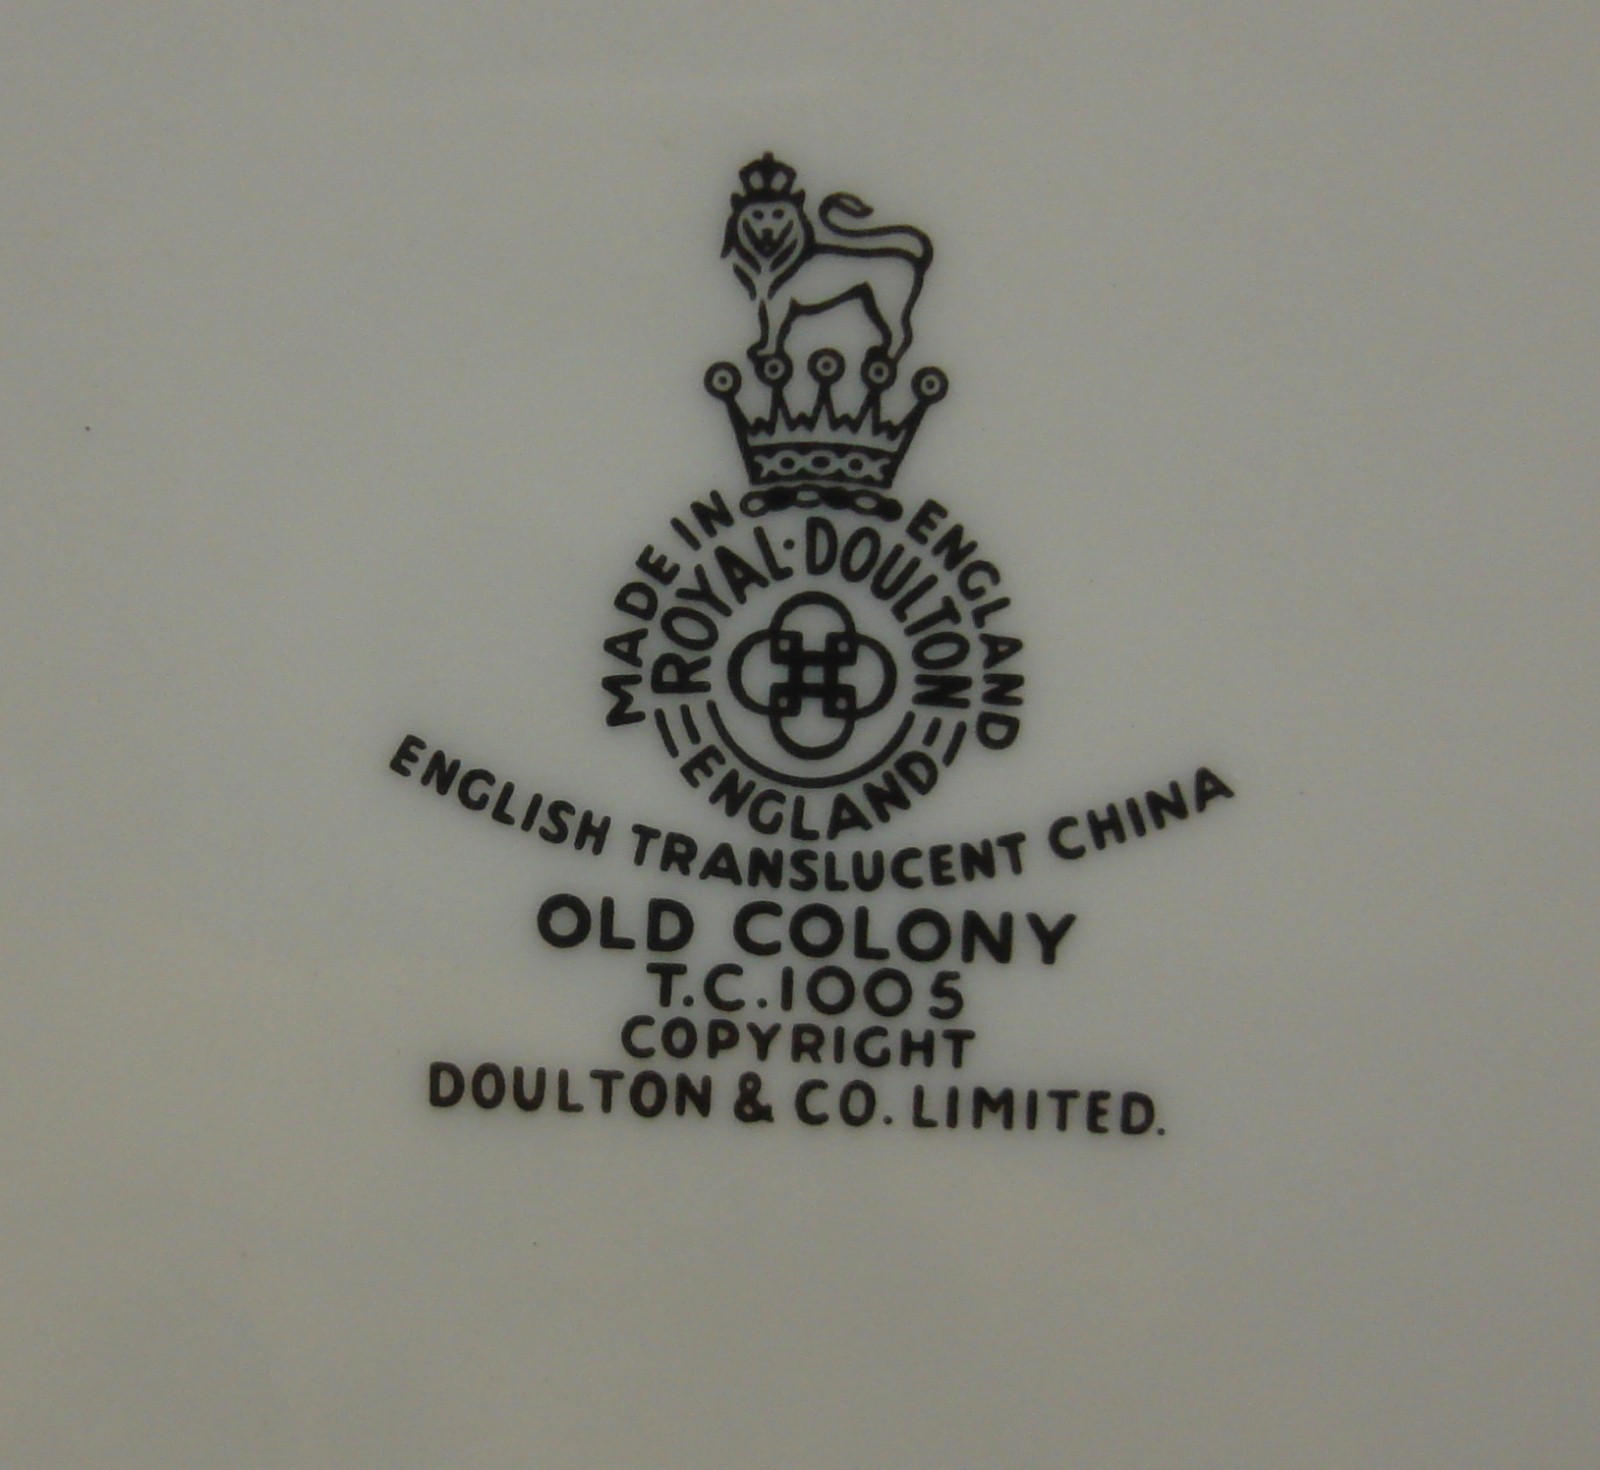 MADE IN ENGLAND
ROYAL·DOULTON
ENGLAND
ENGLISH TRANSLUCENT CHINA
OLD COLONY
T.C.1005
COPYRIGHT
DOULTON & CO. LIMITED.